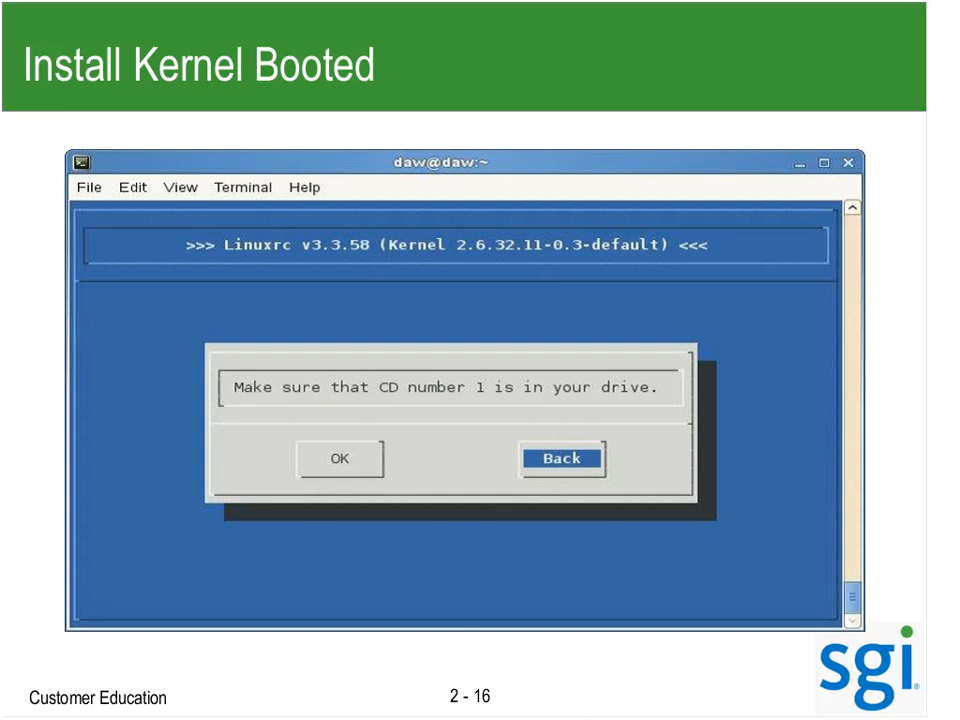 Install Kernel Booted
daw@daw:~
File Edit View Terminal Help
>>> Linuxrc v3.3.58 (Kernel 2.6.32.11-0.3-default) <<<
Make sure that CD number 1 is in your drive.
OK Back
sgi®
Customer Education 2 - 16